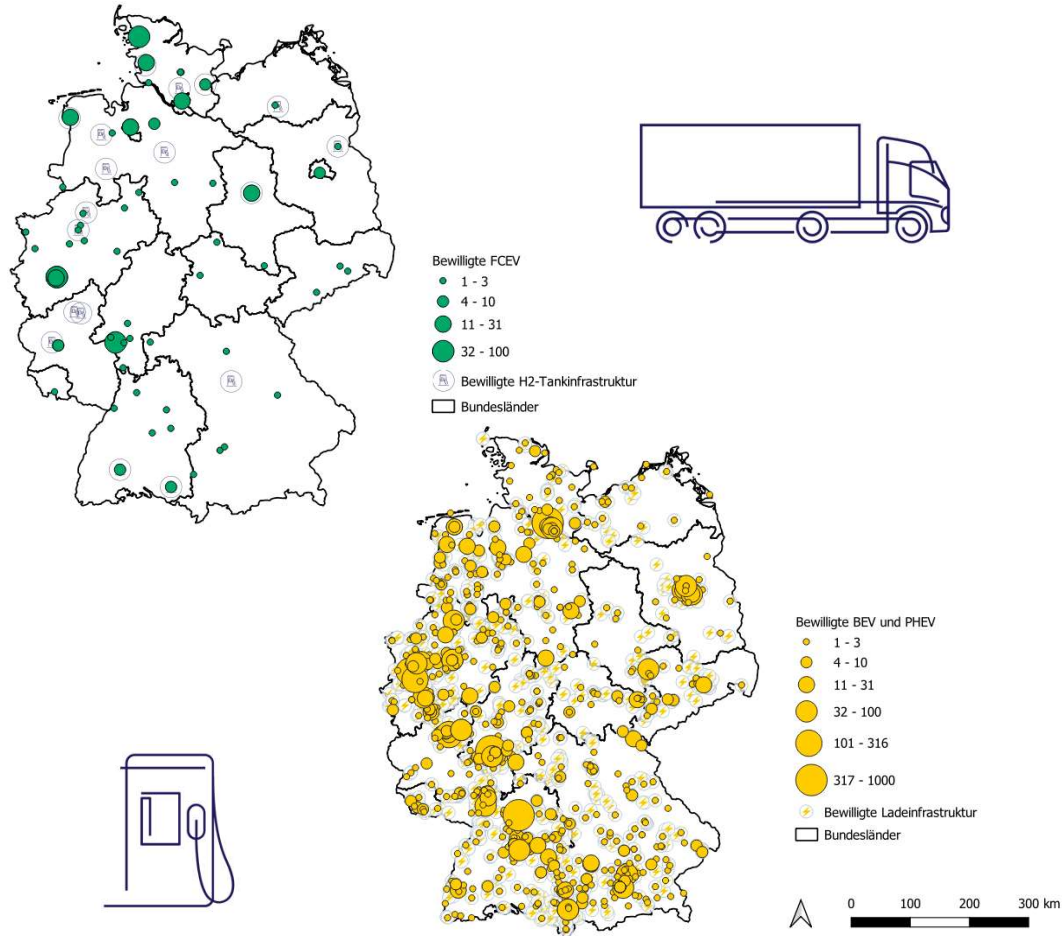 Bewilligte FCEV
1 - 3
4 - 10
11 - 31
32 - 100
Bewilligte H2-Tankinfrastruktur
Bundesländer
Bewilligte BEV und PHEV
1 - 3
4 - 10
11 - 31
32 - 100
101 - 316
317 - 1000
Bewilligte Ladeinfrastruktur
Bundesländer
0 100 200 300 km